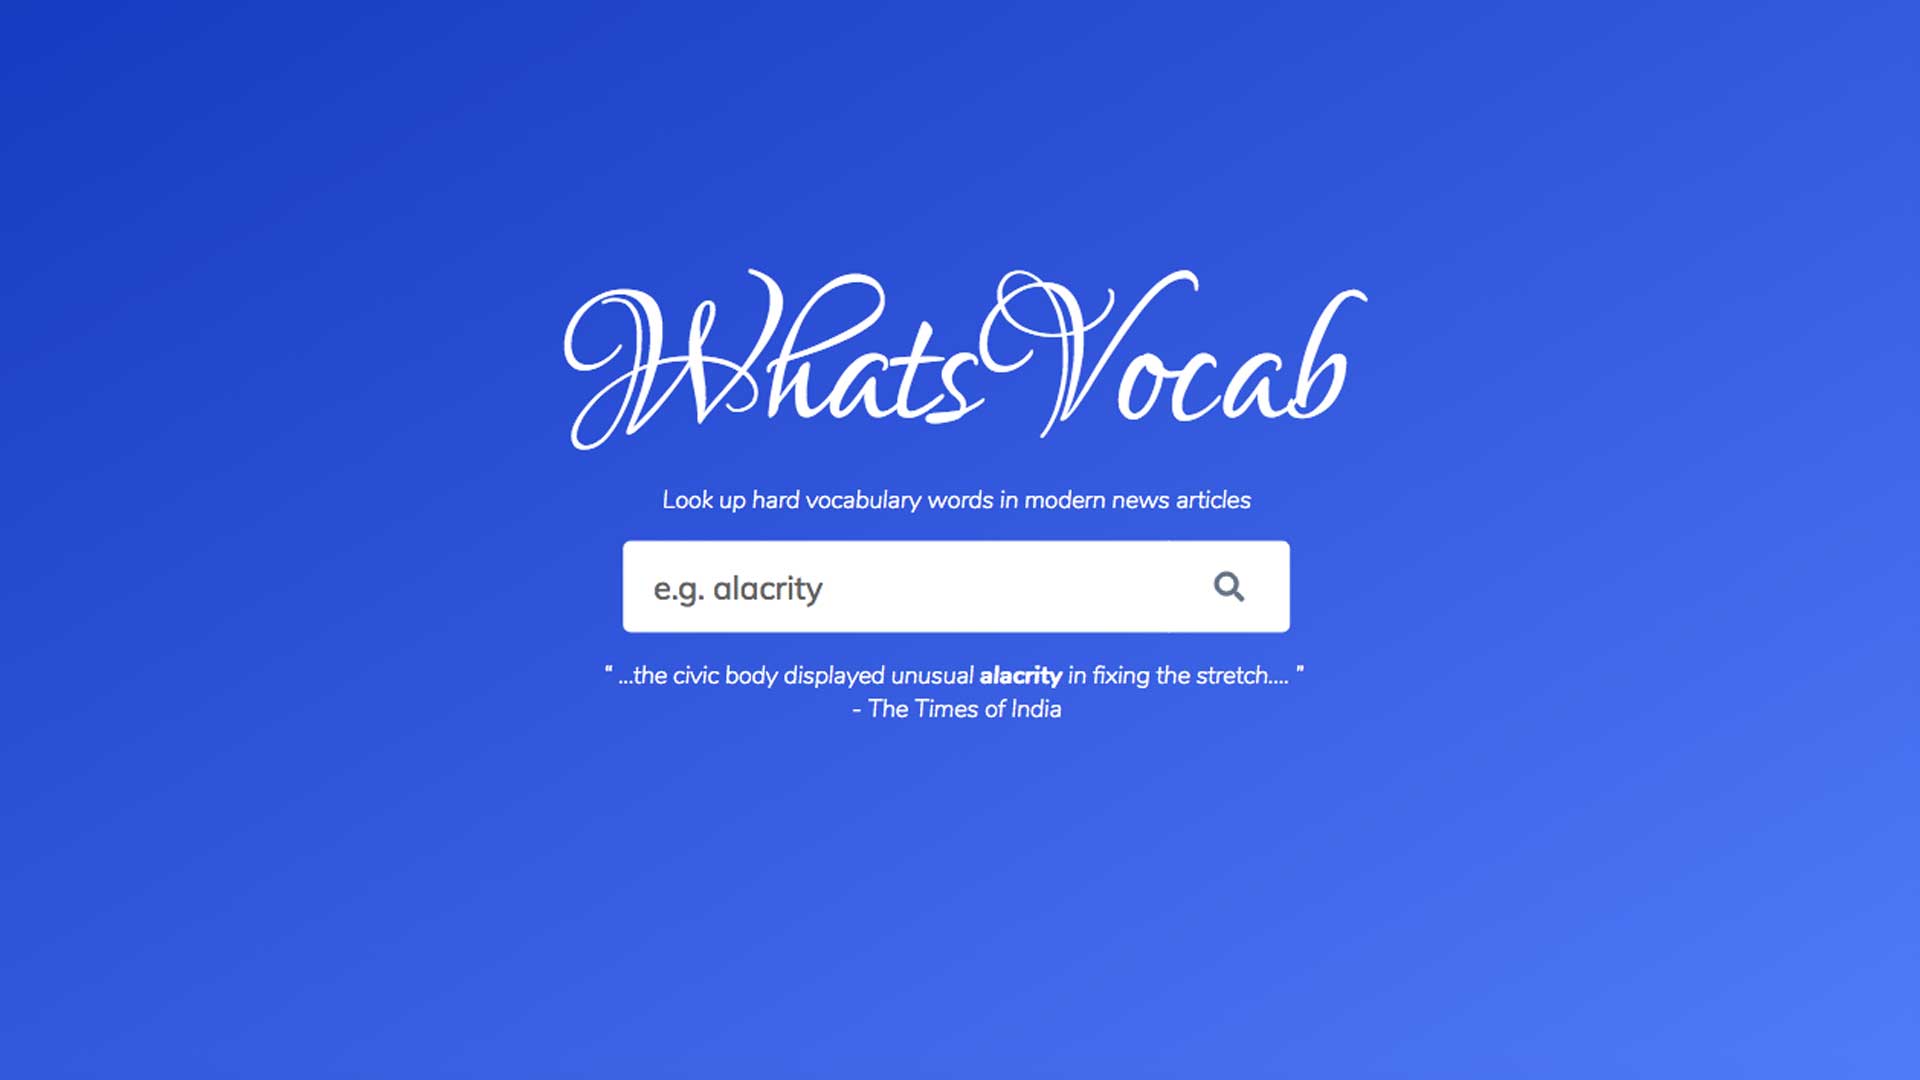 WhatsVocab
Look up hard vocabulary words in modern news articles
e.g. alacrity
“ ...the civic body displayed unusual alacrity in fixing the stretch.... ”
- The Times of India